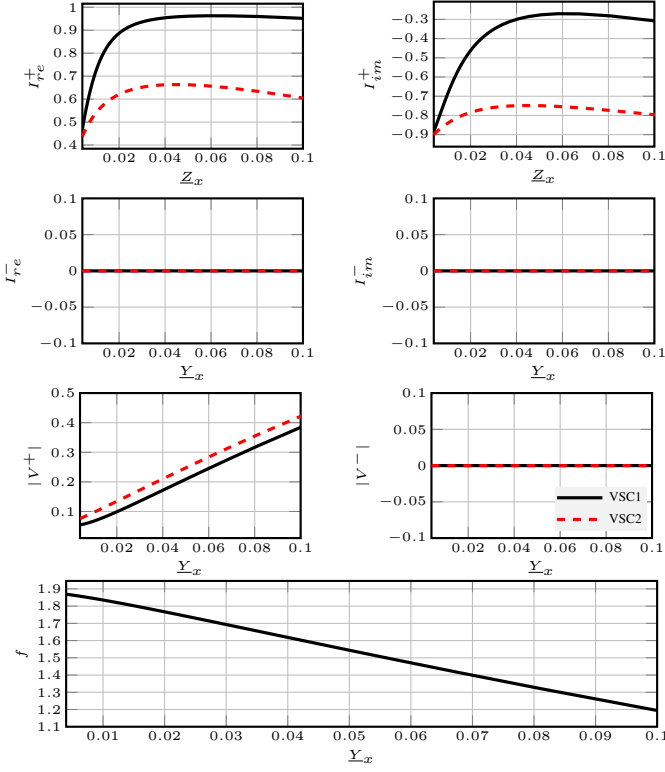 1
0.9
0.8
0.7
0.6
0.5
0.4
I⁺re
0.02 0.04 0.06 0.08 0.1
Z_x
−0.3
−0.4
−0.5
−0.6
−0.7
−0.8
−0.9
I⁺im
0.02 0.04 0.06 0.08 0.1
Z_x
0.1
0.05
0
−0.05
−0.1
I⁻re
0.02 0.04 0.06 0.08 0.1
Y_x
0.1
0.05
0
−0.05
−0.1
I⁻im
0.02 0.04 0.06 0.08 0.1
Y_x
0.5
0.4
0.3
0.2
0.1
|V⁺|
0.02 0.04 0.06 0.08 0.1
Y_x
0.1
0.05
0
−0.05
−0.1
|V⁻|
VSC1
VSC2
0.02 0.04 0.06 0.08 0.1
Y_x
1.9
1.8
1.7
1.6
1.5
1.4
1.3
1.2
1.1
f
0.01 0.02 0.03 0.04 0.05 0.06 0.07 0.08 0.09 0.1
Y_x